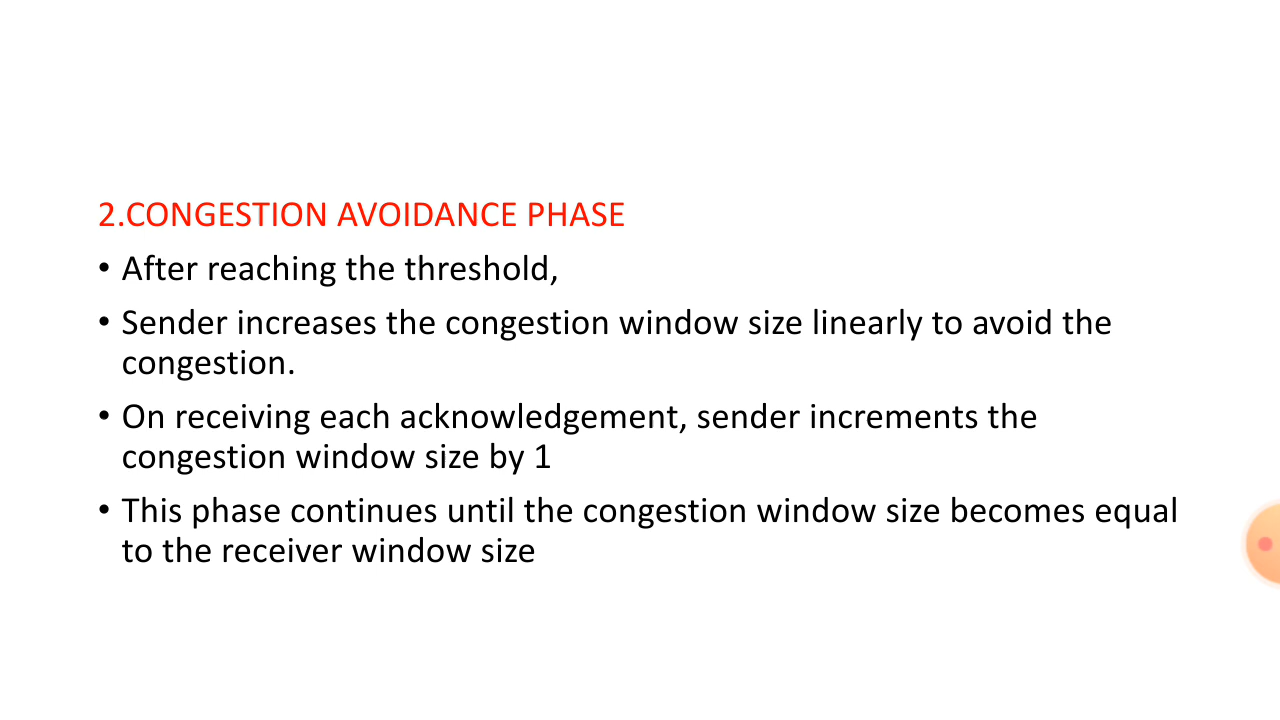 2.CONGESTION AVOIDANCE PHASE
• After reaching the threshold,
• Sender increases the congestion window size linearly to avoid the
congestion.
• On receiving each acknowledgement, sender increments the
congestion window size by 1
• This phase continues until the congestion window size becomes equal
to the receiver window size